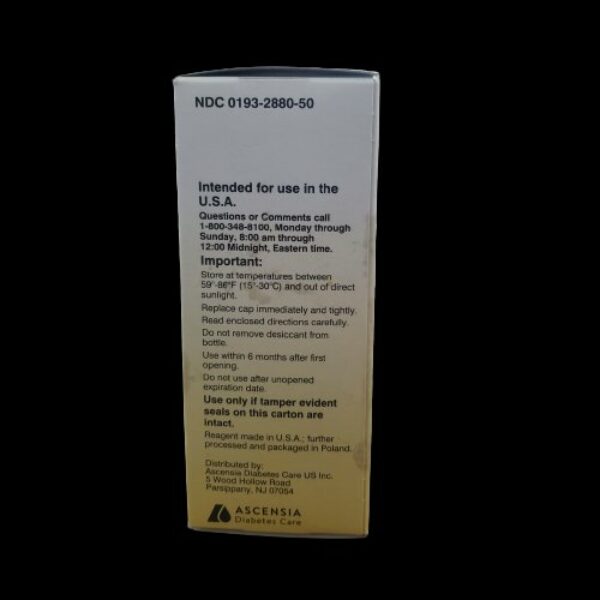 NDC 0193-2880-50
Intended for use in the
U.S.A.
Questions or Comments call
1-800-348-8100, Monday through
Sunday, 8:00 am through
12:00 Midnight, Eastern time.
Important:
Store at temperatures between
59°-86°F (15°-30°C) and out of direct
sunlight.
Replace cap immediately and tightly.
Read enclosed directions carefully.
Do not remove desiccant from
bottle.
Use within 6 months after first
opening.
Do not use after unopened
expiration date.
Use only if tamper evident
seals on this carton are
intact.
Reagent made in U.S.A.; further
processed and packaged in Poland.
Distributed by:
Ascensia Diabetes Care US Inc.
5 Wood Hollow Road
Parsippany, NJ 07054
ASCENSIA
Diabetes Care